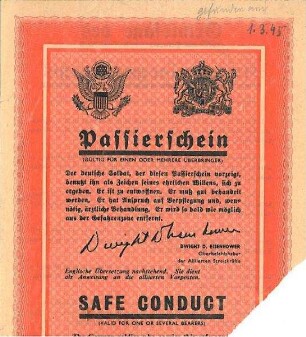 gefunden am
1.3.45
Passierschein
(GÜLTIG FÜR EINEN ODER MEHRERE ÜBERBRINGER)
Der deutsche Soldat, der diesen Passierschein vorzeigt,
benutzt ihn als Zeichen seines ehrlichen Willens, sich zu
ergeben. Er ist zu entwaffnen. Er muß gut behandelt
werden. Er hat Anspruch auf Verpflegung und, wenn
nötig, ärztliche Behandlung. Er wird so bald wie möglich
aus der Gefahrenzone entfernt.
Dwight D. Eisenhower
DWIGHT D. EISENHOWER
Oberbefehlshaber
der Alliierten Streitkräfte
Englische Übersetzung nachstehend. Sie dient
als Anweisung an die alliierten Vorposten.
SAFE CONDUCT
(VALID FOR ONE OR SEVERAL BEARERS)